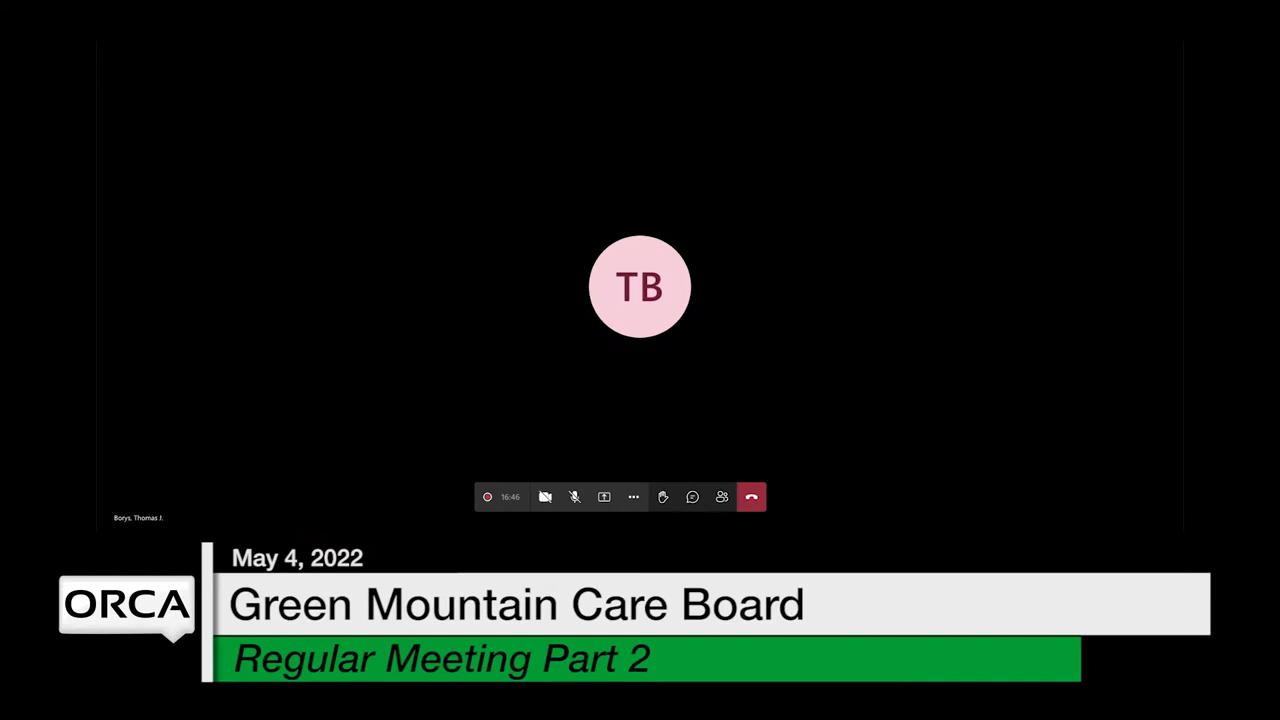 TB
16:46
Borys, Thomas J.
May 4, 2022
ORCA
Green Mountain Care Board
Regular Meeting Part 2